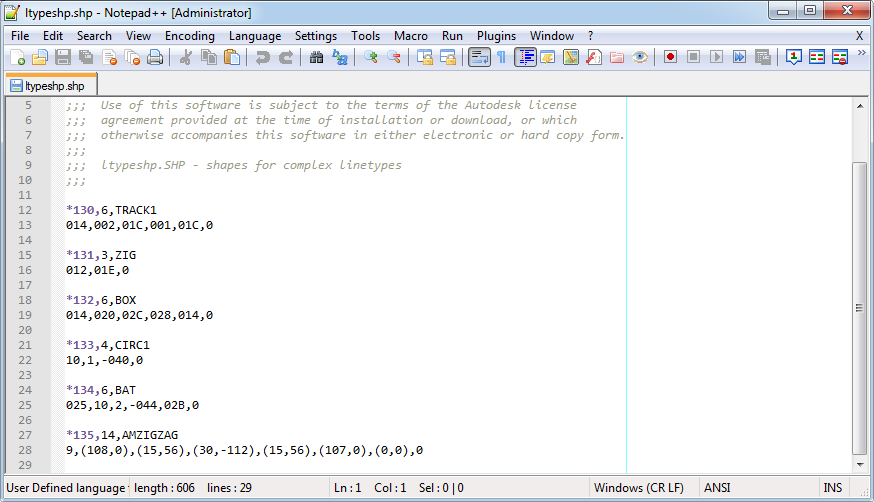 ltypeshp.shp - Notepad++ [Administrator]
File Edit Search View Encoding Language Settings Tools Macro Run Plugins Window ? X
ltypeshp.shp
5 ;;; Use of this software is subject to the terms of the Autodesk license
6 ;;; agreement provided at the time of installation or download, or which
7 ;;; otherwise accompanies this software in either electronic or hard copy form.
8 ;;;
9 ;;; ltypeshp.SHP - shapes for complex linetypes
10 ;;;
11
12 *130,6,TRACK1
13 014,002,01C,001,01C,0
14
15 *131,3,ZIG
16 012,01E,0
17
18 *132,6,BOX
19 014,020,02C,028,014,0
20
21 *133,4,CIRC1
22 10,1,-040,0
23
24 *134,6,BAT
25 025,10,2,-044,02B,0
26
27 *135,14,AMZIGZAG
28 9,(108,0),(15,56),(30,-112),(15,56),(107,0),(0,0),0
29
User Defined language length : 606 lines : 29 Ln : 1 Col : 1 Sel : 0 | 0 Windows (CR LF) ANSI INS